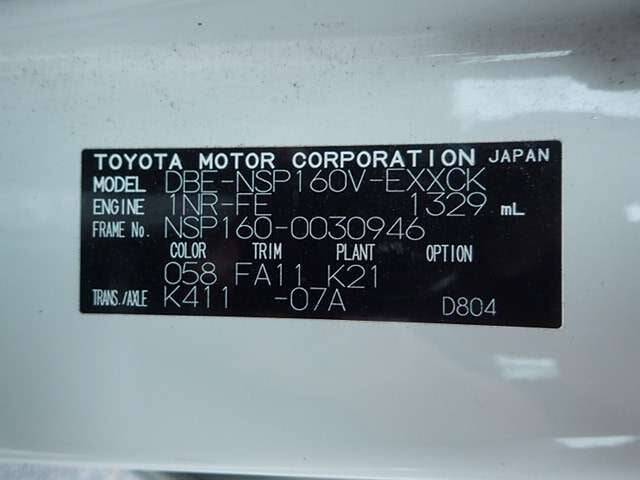 TOYOTA MOTOR CORPORATION JAPAN
MODEL DBE-NSP160V-EXXCK
ENGINE 1NR-FE 1329 mL
FRAME No. NSP160-0030946
COLOR TRIM PLANT OPTION
058 FA11 K21
TRANS./AXLE K411 -07A D804